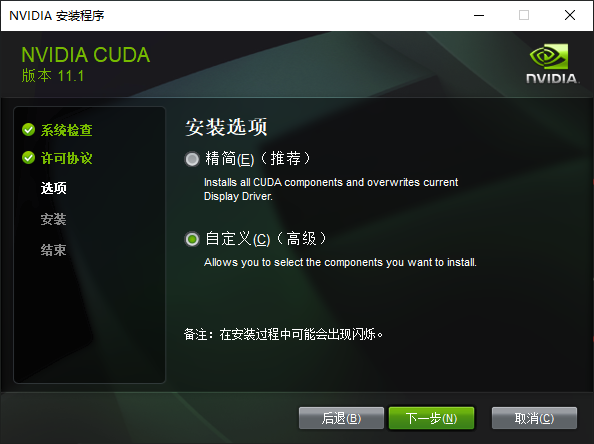 NVIDIA 安装程序
NVIDIA CUDA
版本 11.1
NVIDIA.
系统检查
许可协议
选项
安装
结束
安装选项
精简(E)（推荐）
Installs all CUDA components and overwrites current
Display Driver.
自定义(C)（高级）
Allows you to select the components you want to install.
备注：在安装过程中可能会出现闪烁。
后退(B)
下一步(N)
取消(C)